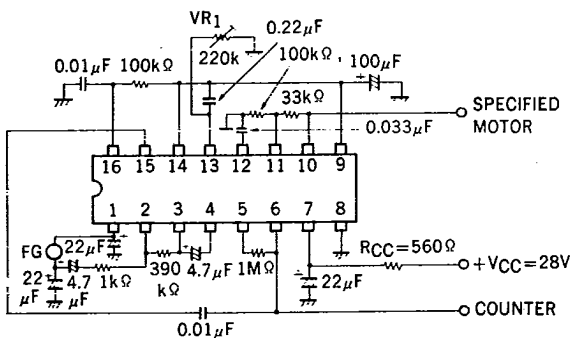 VR1
220k
0.22μF
100kΩ
0.01μF
100kΩ
100μF
33kΩ
SPECIFIED
MOTOR
0.033μF
16 15 14 13 12 11 10 9
1 2 3 4 5 6 7 8
FG
22μF
22
μF
4.7
μF
1kΩ
390
kΩ
4.7μF
1MΩ
22μF
RCC=560Ω
+VCC=28V
COUNTER
0.01μF